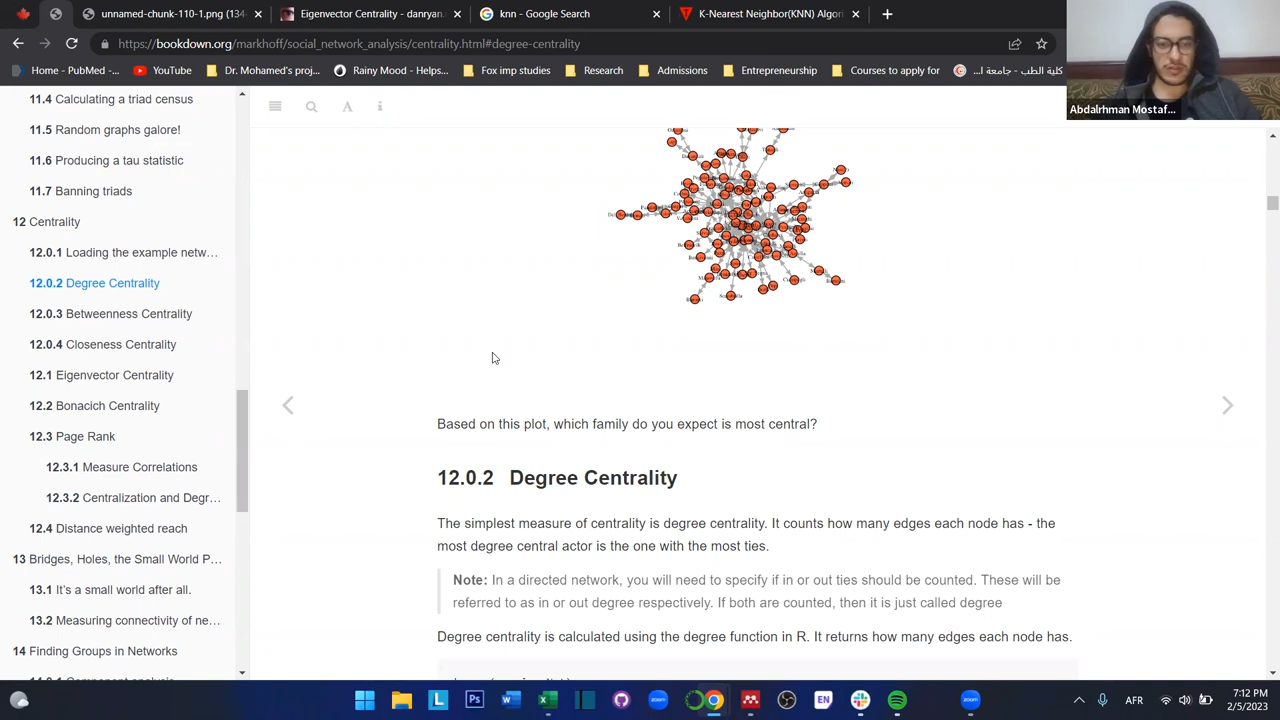 unnamed-chunk-110-1.png (134
Eigenvector Centrality - danryan.
knn - Google Search
K-Nearest Neighbor(KNN) Algori
https://bookdown.org/markhoff/social_network_analysis/centrality.html#degree-centrality
Home - PubMed -...
YouTube
Dr. Mohamed's proj...
Rainy Mood - Helps...
Fox imp studies
Research
Admissions
Entrepreneurship
Courses to apply for
كلية الطب - جامعة ا...
Abdalrhman Mostaf...
11.4 Calculating a triad census
11.5 Random graphs galore!
11.6 Producing a tau statistic
11.7 Banning triads
12 Centrality
12.0.1 Loading the example netw...
12.0.2 Degree Centrality
12.0.3 Betweenness Centrality
12.0.4 Closeness Centrality
12.1 Eigenvector Centrality
12.2 Bonacich Centrality
12.3 Page Rank
12.3.1 Measure Correlations
12.3.2 Centralization and Degr...
12.4 Distance weighted reach
13 Bridges, Holes, the Small World P...
13.1 It's a small world after all.
13.2 Measuring connectivity of ne...
14 Finding Groups in Networks
Based on this plot, which family do you expect is most central?
12.0.2 Degree Centrality
The simplest measure of centrality is degree centrality. It counts how many edges each node has - the
most degree central actor is the one with the most ties.
Note: In a directed network, you will need to specify if in or out ties should be counted. These will be
referred to as in or out degree respectively. If both are counted, then it is just called degree
Degree centrality is calculated using the degree function in R. It returns how many edges each node has.
L
Ps
W
zoom
EN
zoom
AFR
7:12 PM
2/5/2023